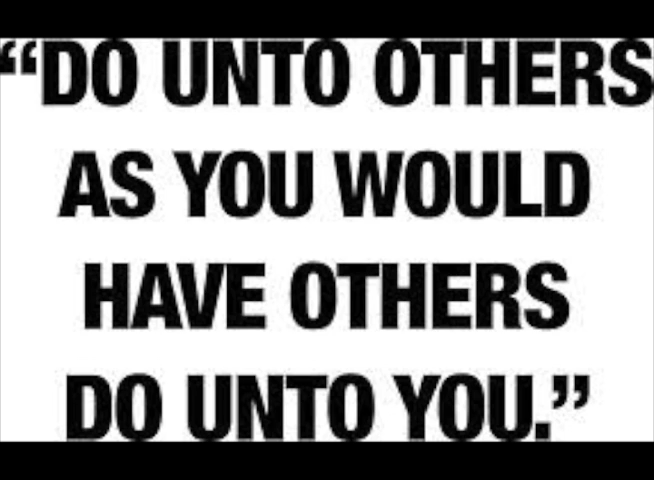 “DO UNTO OTHERS
AS YOU WOULD
HAVE OTHERS
DO UNTO YOU.”